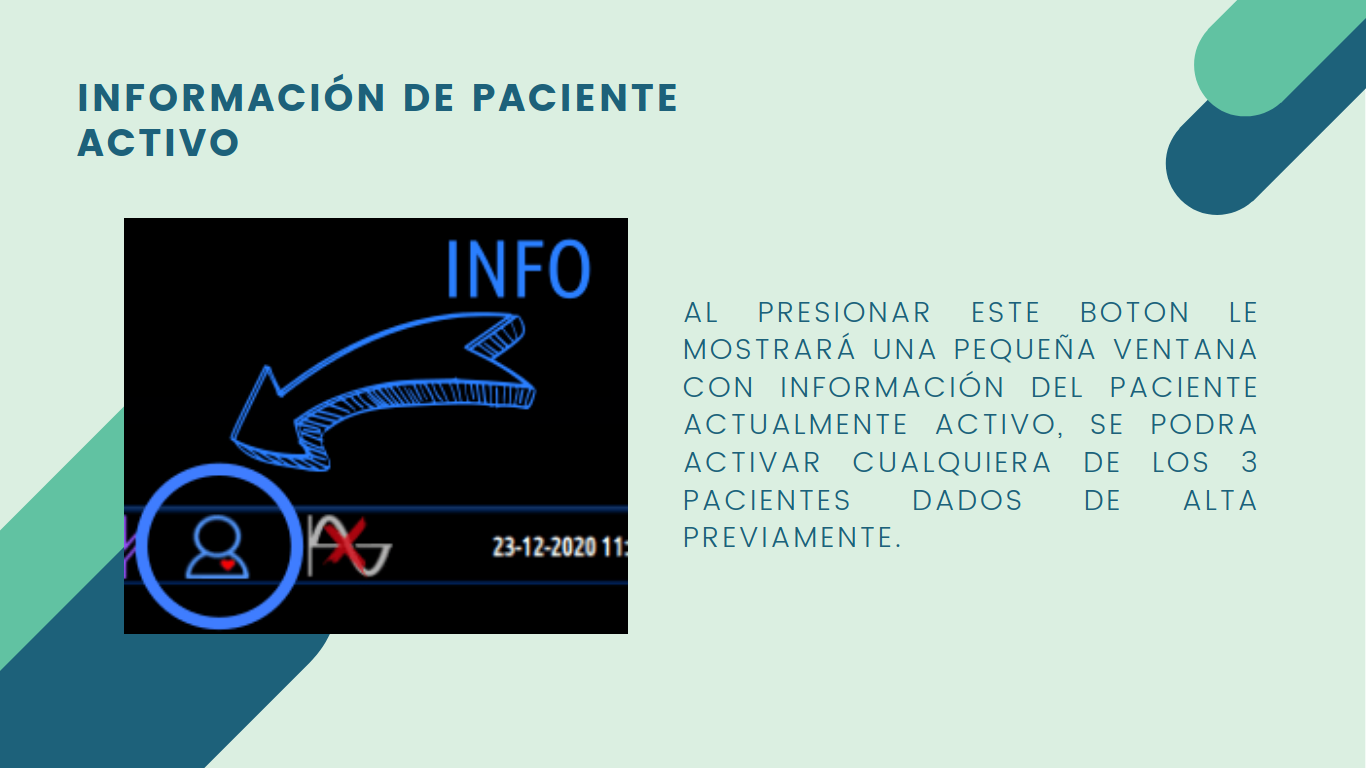 INFORMACIÓN DE PACIENTE
ACTIVO
INFO
23-12-2020 11:
AL PRESIONAR ESTE BOTON LE
MOSTRARÁ UNA PEQUEÑA VENTANA
CON INFORMACIÓN DEL PACIENTE
ACTUALMENTE ACTIVO, SE PODRA
ACTIVAR CUALQUIERA DE LOS 3
PACIENTES DADOS DE ALTA
PREVIAMENTE.